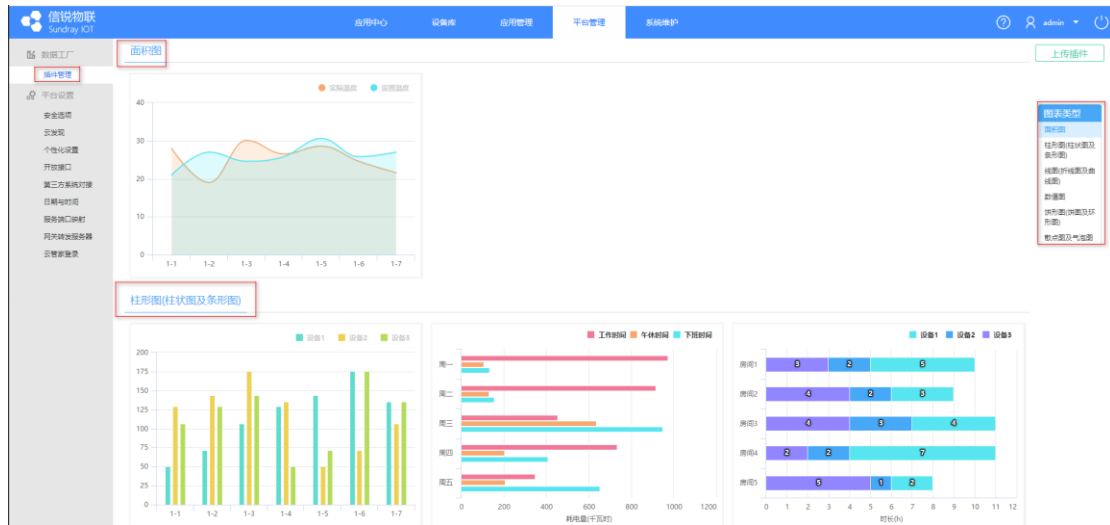 信锐物联
Sundray IOT
应用中心
设备库
应用管理
平台管理
系统维护
admin
数据工厂
插件管理
平台设置
安全选项
云发现
个性化设置
开放接口
第三方系统对接
日期与时间
服务端口映射
网关转发服务器
云管家登录
面积图
上传插件
实际温度 设置温度
40
30
20
10
0
1-1 1-2 1-3 1-4 1-5 1-6 1-7
图表类型
面积图
柱形图(柱状图及
条形图)
线图(折线图及曲
线图)
数值图
饼形图(饼图及环
形图)
散点图及气泡图
柱形图(柱状图及条形图)
设备1 设备2 设备3
200
175
150
125
100
75
50
25
0
1-1 1-2 1-3 1-4 1-5 1-6 1-7
工作时间 午休时间 下班时间
周一
周二
周三
周四
周五
0 200 400 600 800 1000 1200
耗电量(千瓦时)
设备1 设备2 设备3
房间1 3 2 5
房间2 4 2 3
房间3 4 3 4
房间4 2 2 7
房间5 5 1 2
0 1 2 3 4 5 6 7 8 9 10 11 12
时长(h)